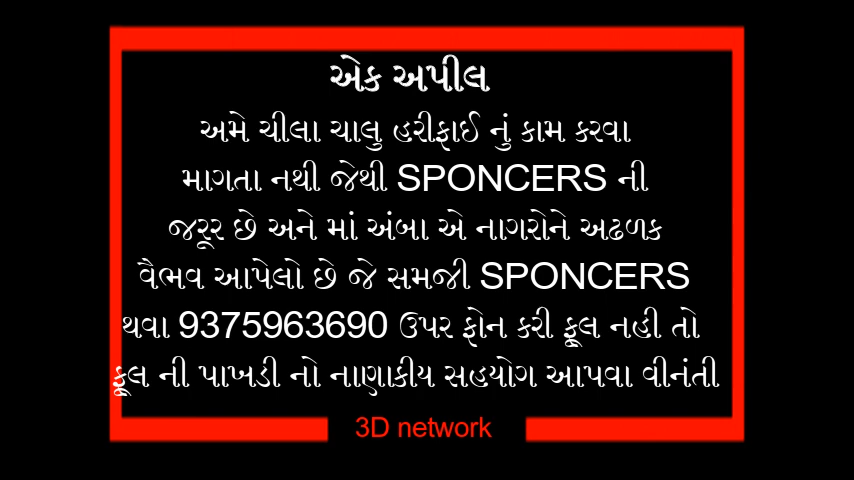 એક અપીલ
અમે ચીલા ચાલુ હરીફાઈ નું કામ કરવા
માગતા નથી જેથી SPONCERS ની
જરૂર છે અને માં અંબા એ નાગરોને અઢળક
વૈભવ આપેલો છે જે સમજી SPONCERS
થવા 9375963690 ઉપર ફોન કરી ફૂલ નહી તો
ફૂલ ની પાખડી નો નાણાકીય સહયોગ આપવા વીનંતી
3D network